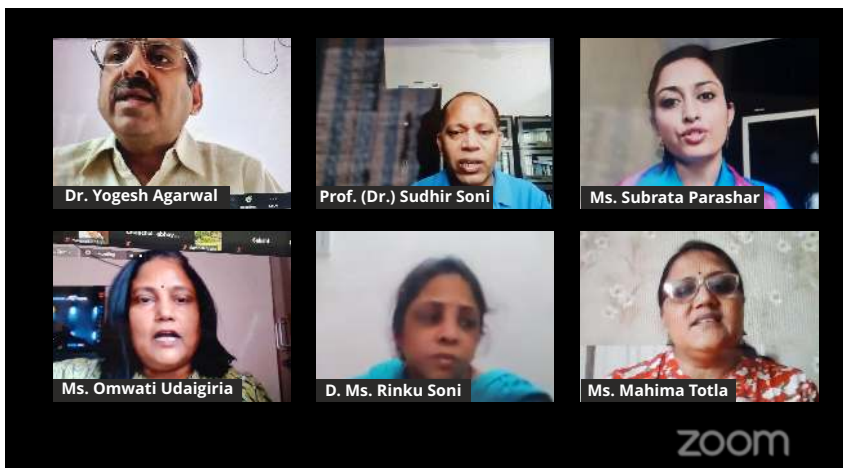 Dr. Yogesh Agarwal
Prof. (Dr.) Sudhir Soni
Ms. Subrata Parashar
Ms. Omwati Udaigiria
D. Ms. Rinku Soni
Ms. Mahima Totla
zoom